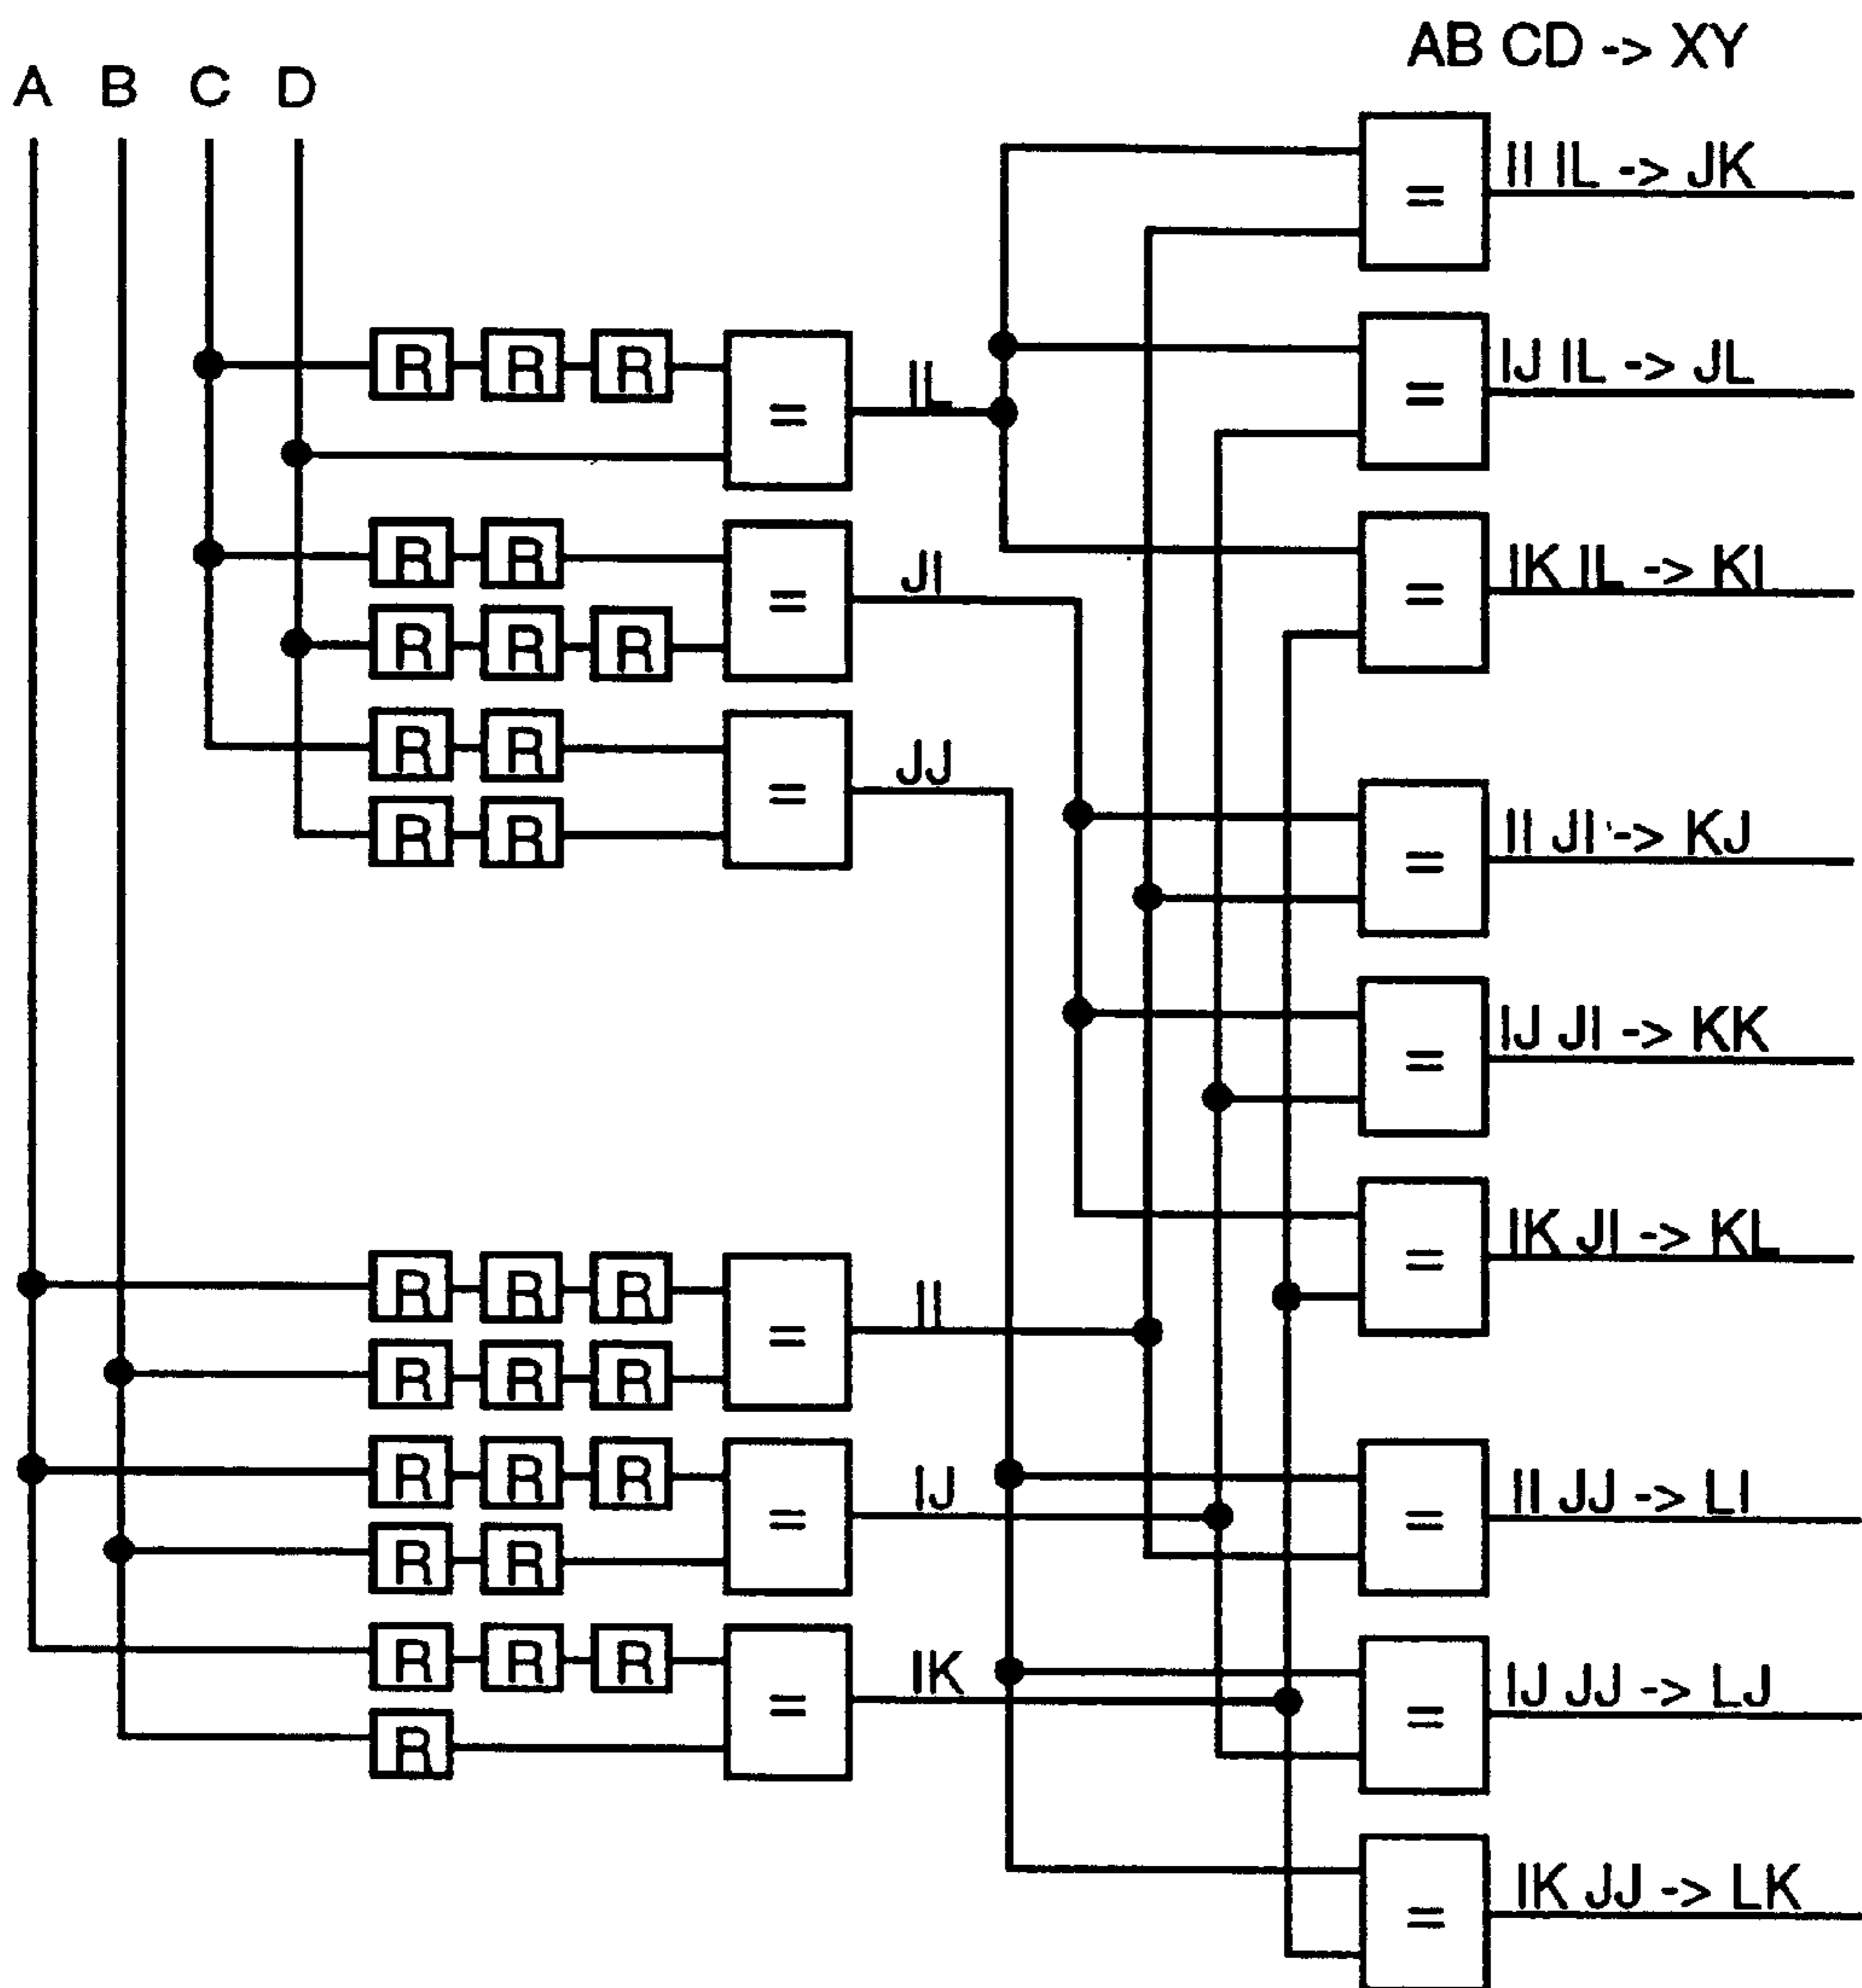 AB CD -> XY
A B C D
=
II IL -> JK
R R R
=
IL
=
IJ IL -> JL
R R
=
JI
R R R
=
IK IL -> KI
R R
=
JJ
R R
=
II JI -> KJ
=
IJ JI -> KK
=
IK JI -> KL
R R R
=
II
R R R
R R R
=
IJ
R R
=
II JJ -> LI
R R R
=
IK
R
=
IJ JJ -> LJ
=
IK JJ -> LK